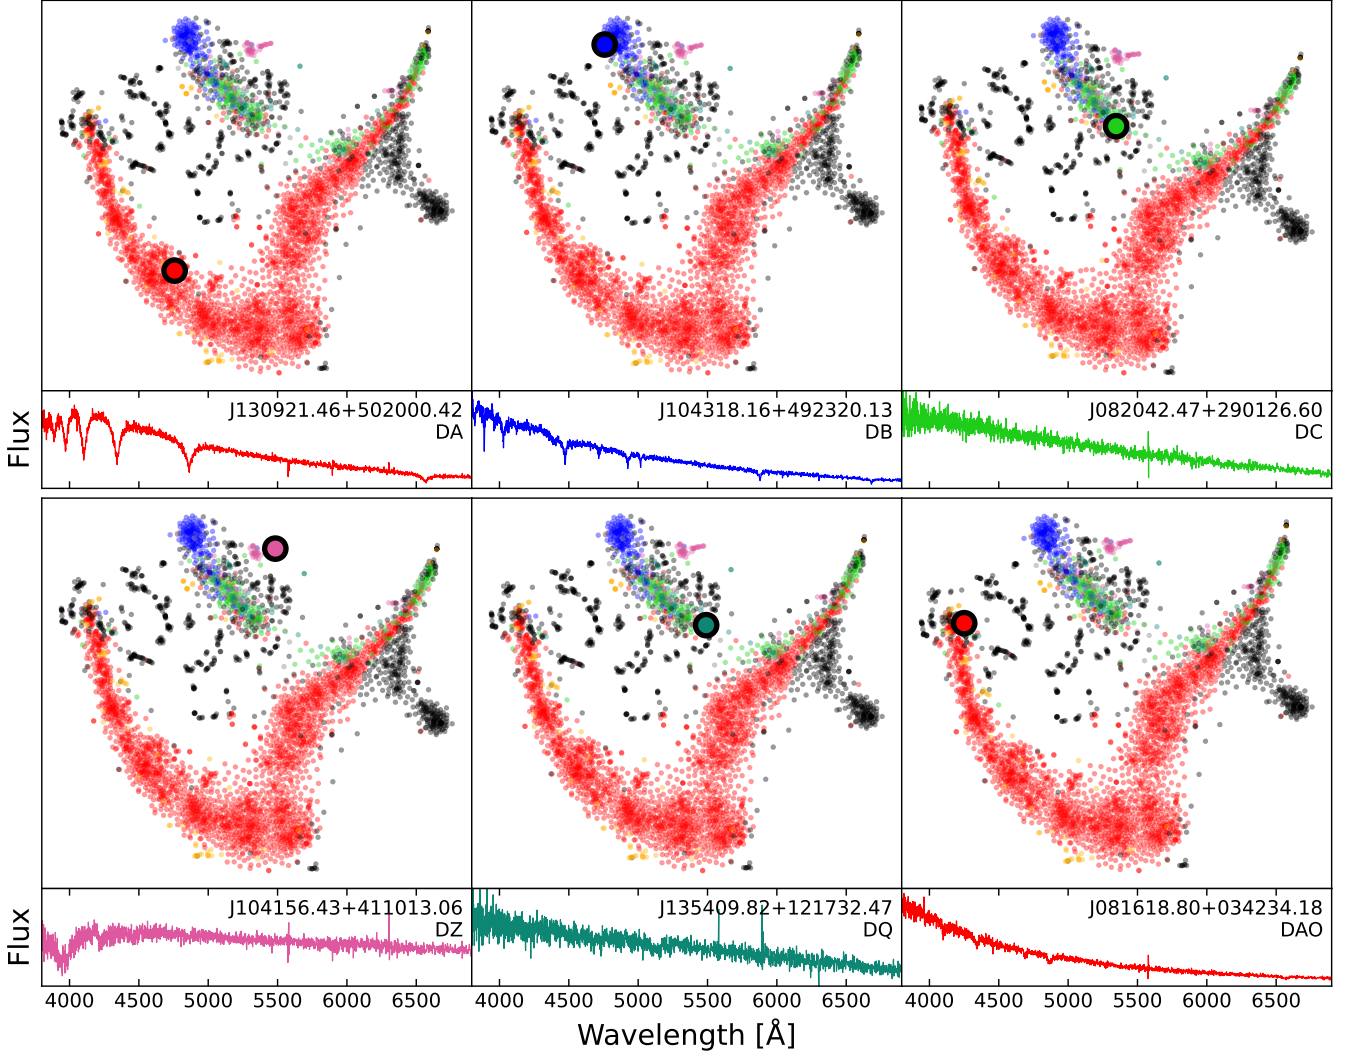 Flux
J130921.46+502000.42
DA
J104318.16+492320.13
DB
J082042.47+290126.60
DC
Flux
J104156.43+411013.06
DZ
J135409.82+121732.47
DQ
J081618.80+034234.18
DAO
4000 4500 5000 5500 6000 6500
4000 4500 5000 5500 6000 6500
4000 4500 5000 5500 6000 6500
Wavelength [Å]